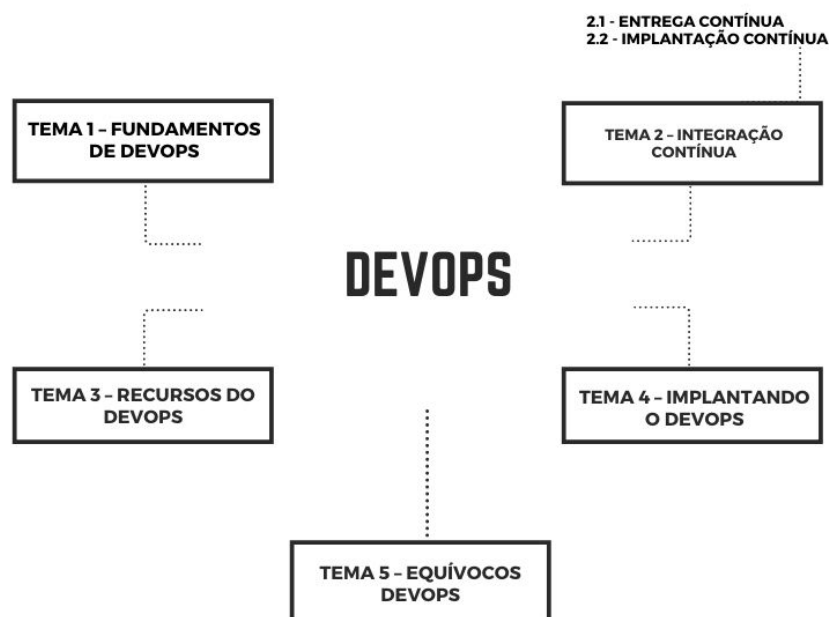 2.1 - ENTREGA CONTÍNUA
2.2 - IMPLANTAÇÃO CONTÍNUA
TEMA 1 – FUNDAMENTOS
DE DEVOPS
TEMA 2 – INTEGRAÇÃO
CONTÍNUA
DEVOPS
TEMA 3 – RECURSOS DO
DEVOPS
TEMA 4 – IMPLANTANDO
O DEVOPS
TEMA 5 – EQUÍVOCOS
DEVOPS